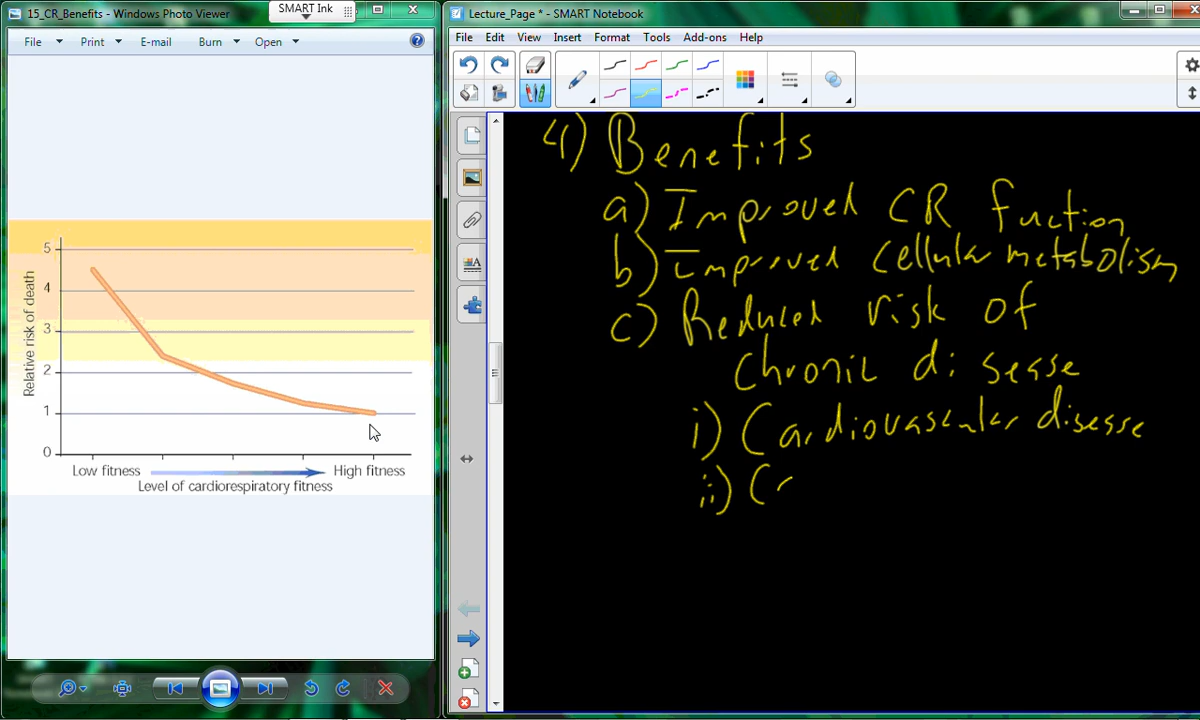 15_CR_Benefits - Windows Photo Viewer
SMART Ink
File Print E-mail Burn Open
5
4
3
2
1
0
Relative risk of death
Low fitness High fitness
Level of cardiorespiratory fitness
Lecture_Page * - SMART Notebook
File Edit View Insert Format Tools Add-ons Help
4) Benefits
a) Improved CR function
b) Improved cellular metabolism
c) Reduced risk of
chronic disease
i) Cardiovascular disease
ii) C